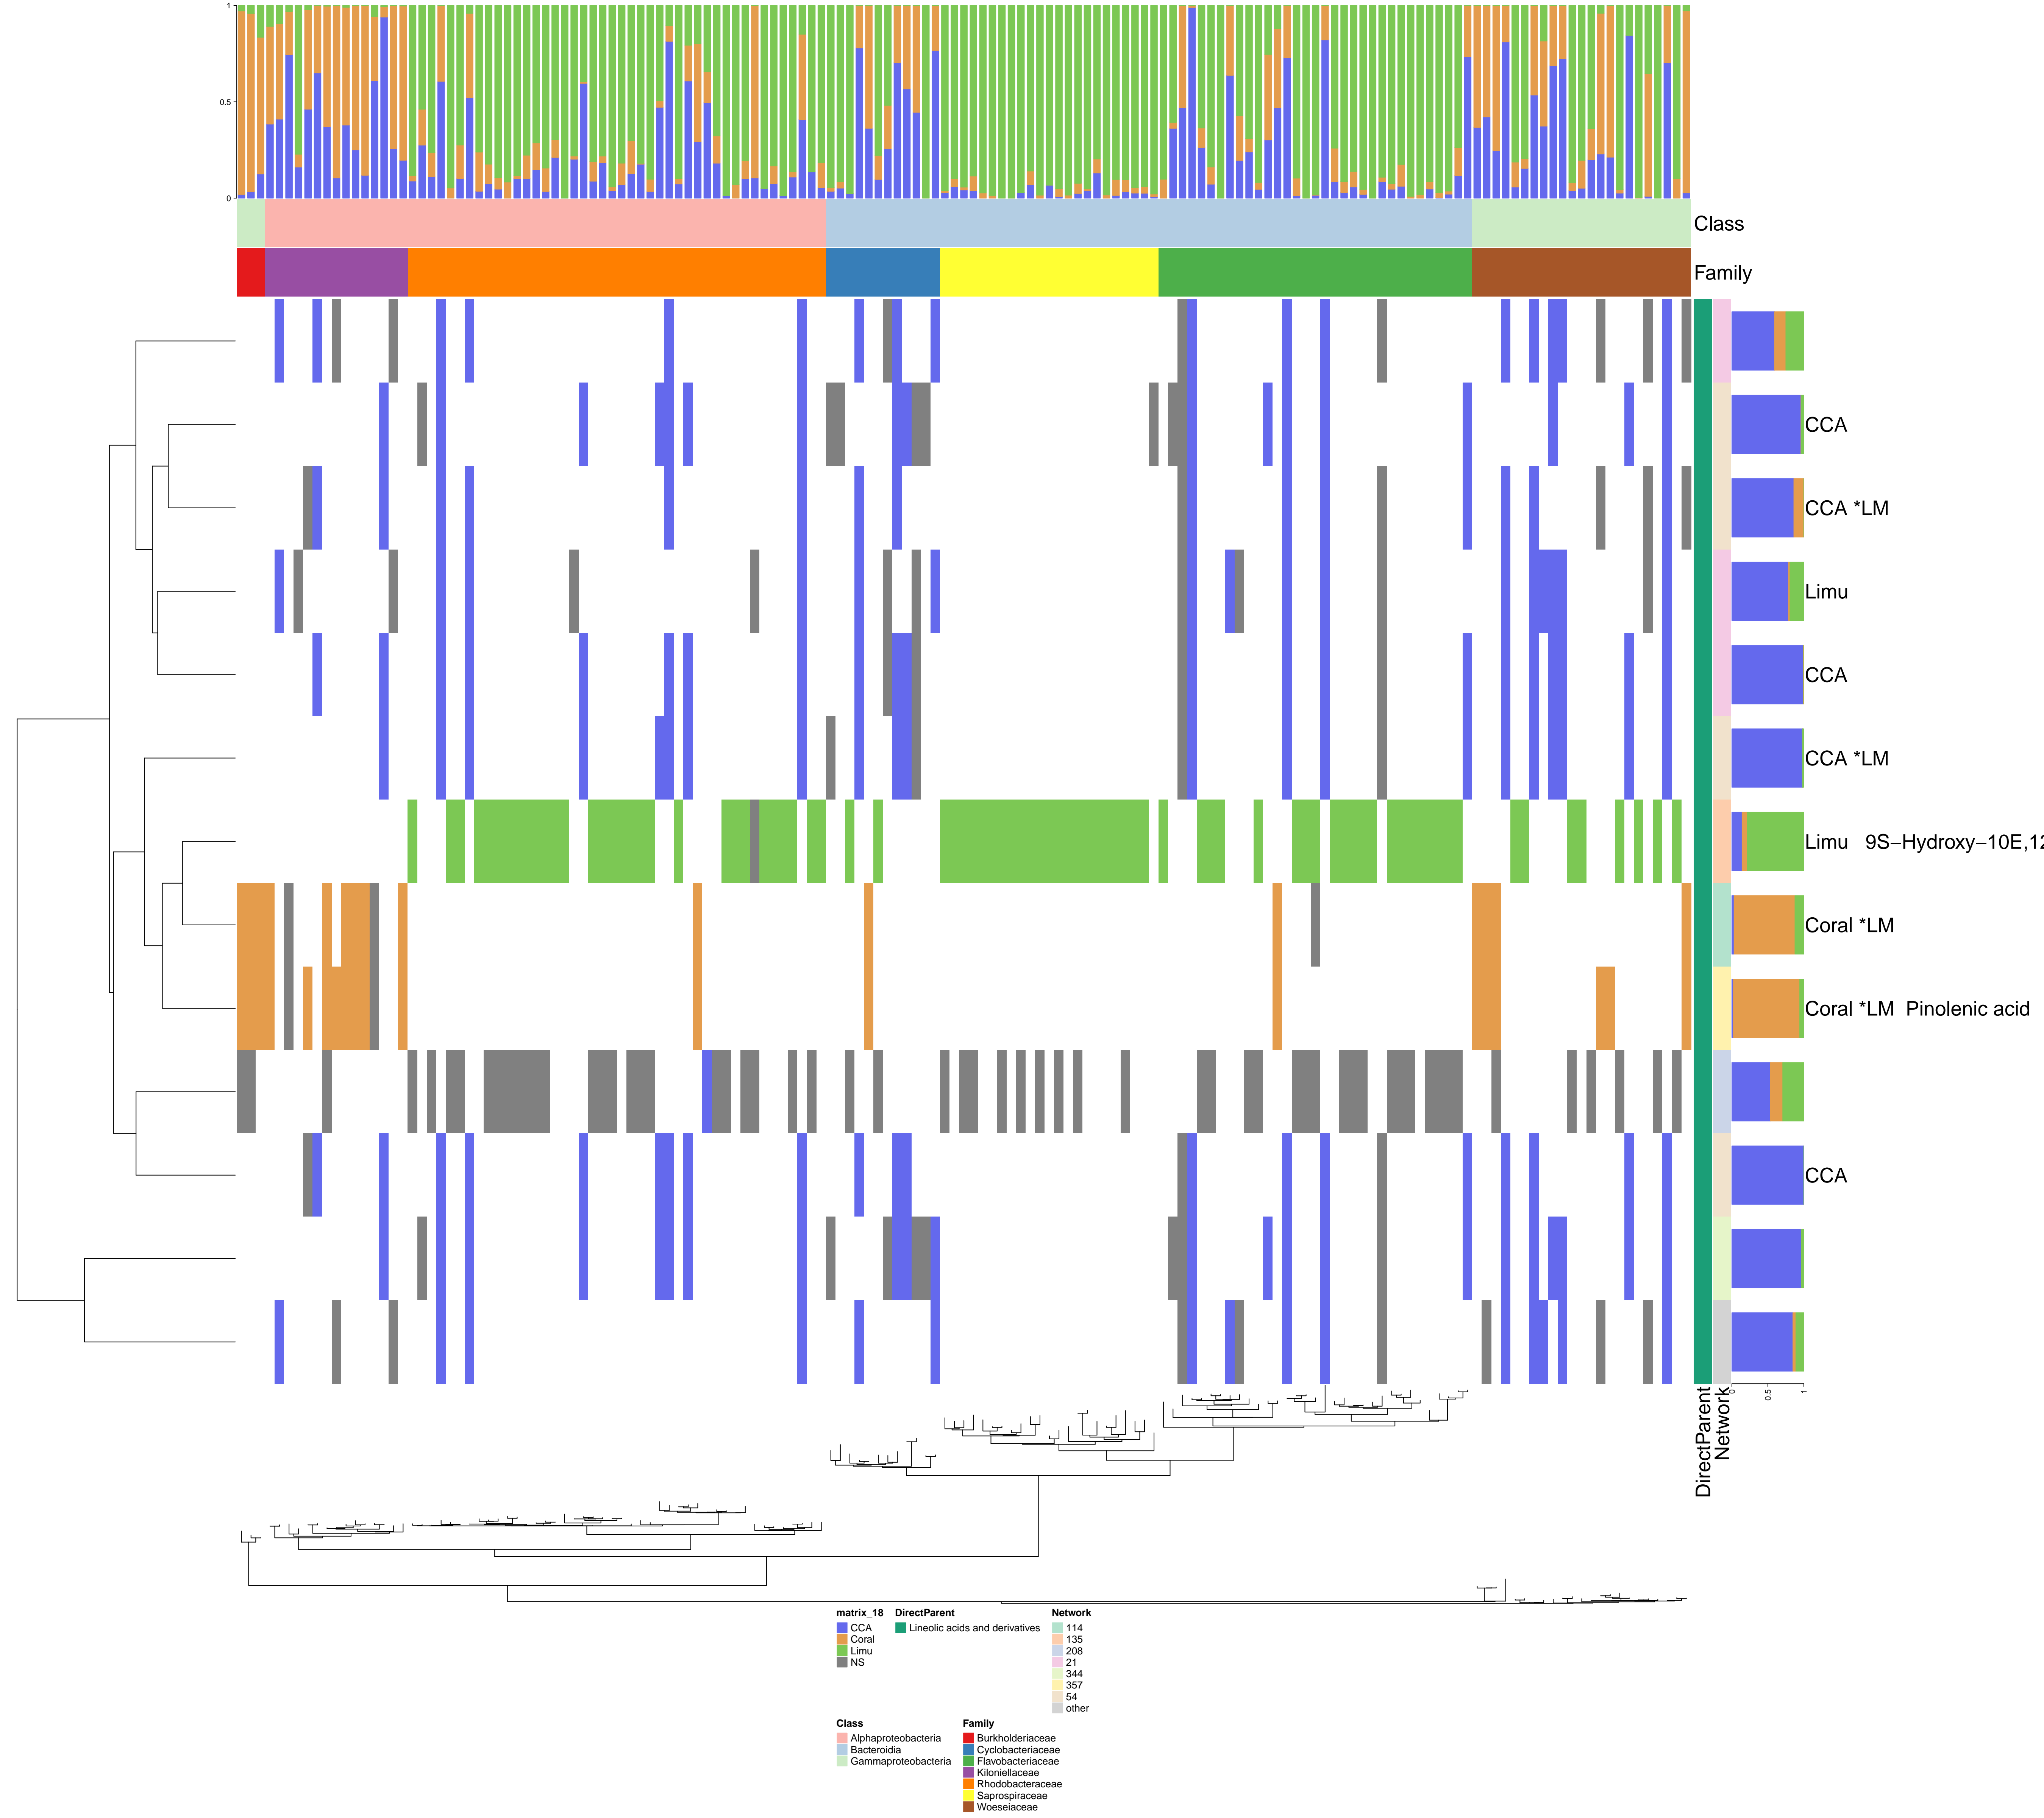 1
0.5
0
Class
Family
CCA
CCA *LM
Limu
CCA
CCA *LM
Limu 9S−Hydroxy−10E,12
Coral *LM
Coral *LM Pinolenic acid
CCA
DirectParent
Network
0
0.5
1
matrix_18
CCA
Coral
Limu
NS
DirectParent
Lineolic acids and derivatives
Network
114
135
208
21
344
357
54
other
Class
Alphaproteobacteria
Bacteroidia
Gammaproteobacteria
Family
Burkholderiaceae
Cyclobacteriaceae
Flavobacteriaceae
Kiloniellaceae
Rhodobacteraceae
Saprospiraceae
Woeseiaceae